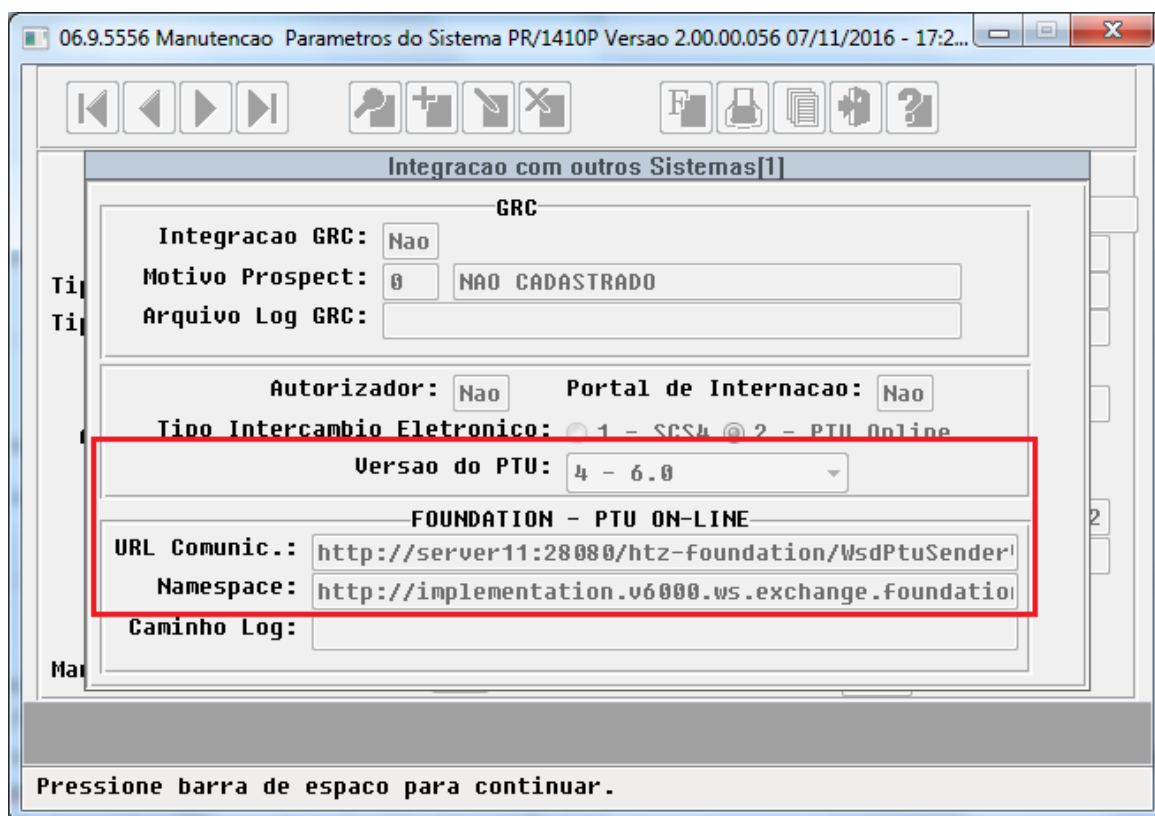 06.9.5556 Manutencao Parametros do Sistema PR/1410P Versao 2.00.00.056 07/11/2016 - 17:2...
F
Integracao com outros Sistemas[1]
GRC
Integracao GRC: Nao
Motivo Prospect: 0 NAO CADASTRADO
Arquivo Log GRC:
Autorizador: Nao Portal de Internacao: Nao
Tipo Intercambio Eletronico: 1 - SCS4 2 - PTU Online
Versao do PTU: 4 - 6.0
FOUNDATION - PTU ON-LINE
URL Comunic.: http://server11:28080/htz-foundation/WsdPtuSender
Namespace: http://implementation.v6000.ws.exchange.foundatio
Caminho Log:
Pressione barra de espaco para continuar.